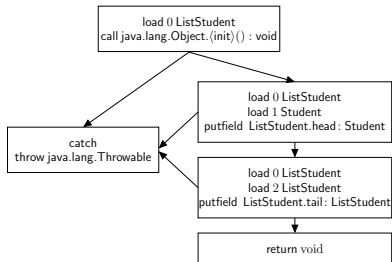 load 0 ListStudent
call java.lang.Object.⟨init⟩() : void
load 0 ListStudent
load 1 Student
putfield ListStudent.head: Student
catch
throw java.lang.Throwable
load 0 ListStudent
load 2 ListStudent
putfield ListStudent.tail: ListStudent
return void